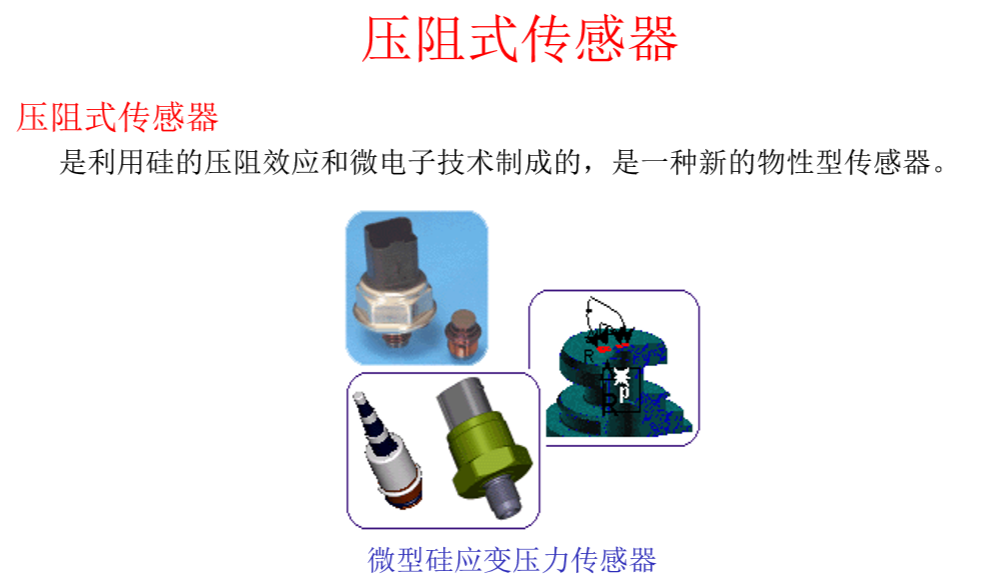 压阻式传感器
压阻式传感器
是利用硅的压阻效应和微电子技术制成的，是一种新的物性型传感器。
R
R
p
微型硅应变压力传感器